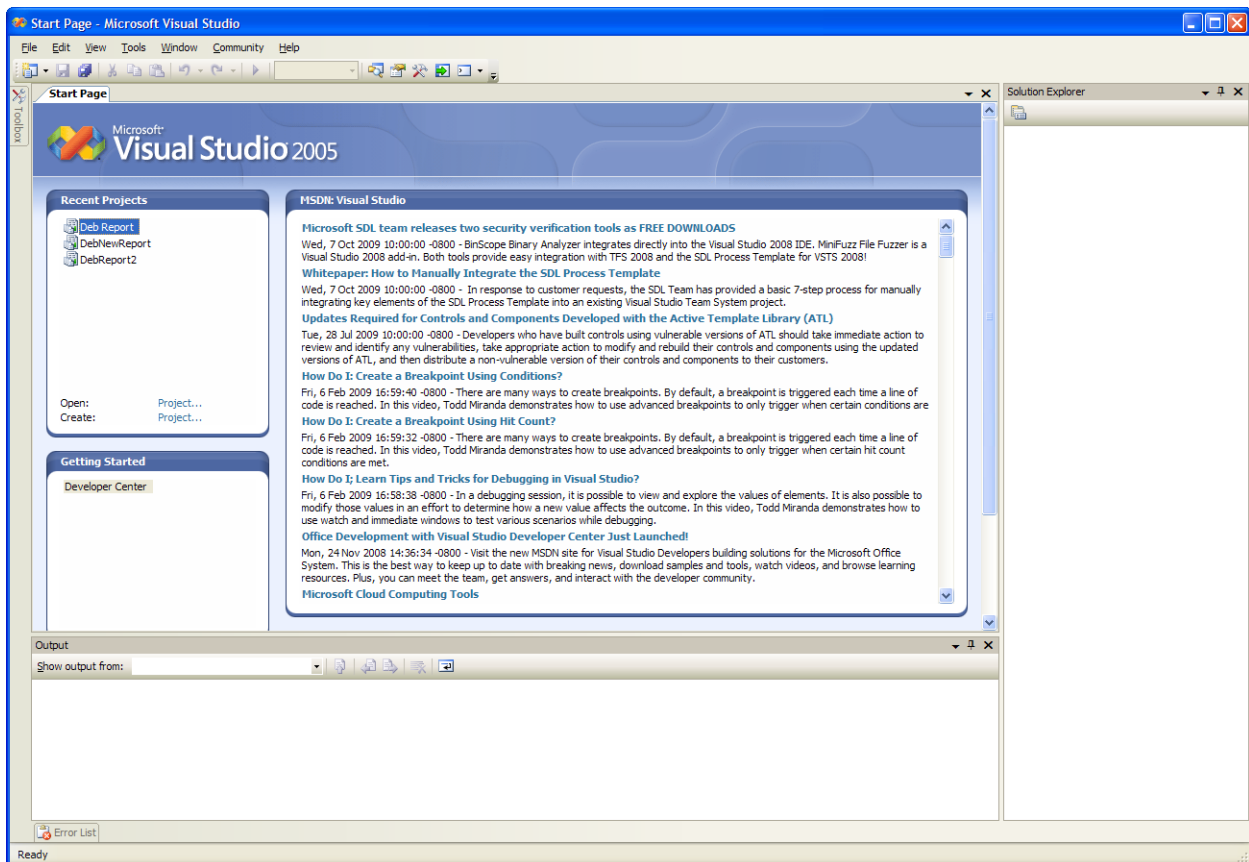 Start Page - Microsoft Visual Studio
File Edit View Tools Window Community Help
Toolbox
Start Page
Microsoft
Visual Studio 2005
Recent Projects
Deb Report
DebNewReport
DebReport2
Open: Project...
Create: Project...
Getting Started
Developer Center
MSDN: Visual Studio
Microsoft SDL team releases two security verification tools as FREE DOWNLOADS
Wed, 7 Oct 2009 10:00:00 -0800 - BinScope Binary Analyzer integrates directly into the Visual Studio 2008 IDE. MiniFuzz File Fuzzer is a
Visual Studio 2008 add-in. Both tools provide easy integration with TFS 2008 and the SDL Process Template for VSTS 2008!
Whitepaper: How to Manually Integrate the SDL Process Template
Wed, 7 Oct 2009 10:00:00 -0800 - In response to customer requests, the SDL Team has provided a basic 7-step process for manually
integrating key elements of the SDL Process Template into an existing Visual Studio Team System project.
Updates Required for Controls and Components Developed with the Active Template Library (ATL)
Tue, 28 Jul 2009 10:00:00 -0800 - Developers who have built controls using vulnerable versions of ATL should take immediate action to
review and identify any vulnerabilities, take appropriate action to modify and rebuild their controls and components using the updated
versions of ATL, and then distribute a non-vulnerable version of their controls and components to their customers.
How Do I: Create a Breakpoint Using Conditions?
Fri, 6 Feb 2009 16:59:40 -0800 - There are many ways to create breakpoints. By default, a breakpoint is triggered each time a line of
code is reached. In this video, Todd Miranda demonstrates how to use advanced breakpoints to only trigger when certain conditions are
How Do I: Create a Breakpoint Using Hit Count?
Fri, 6 Feb 2009 16:59:32 -0800 - There are many ways to create breakpoints. By default, a breakpoint is triggered each time a line of
code is reached. In this video, Todd Miranda demonstrates how to use advanced breakpoints to only trigger when certain hit count
conditions are met.
How Do I; Learn Tips and Tricks for Debugging in Visual Studio?
Fri, 6 Feb 2009 16:58:38 -0800 - In a debugging session, it is possible to view and explore the values of elements. It is also possible to
modify those values in an effort to determine how a new value affects the outcome. In this video, Todd Miranda demonstrates how to
use watch and immediate windows to test various scenarios while debugging.
Office Development with Visual Studio Developer Center Just Launched!
Mon, 24 Nov 2008 14:36:34 -0800 - Visit the new MSDN site for Visual Studio Developers building solutions for the Microsoft Office
System. This is the best way to keep up to date with breaking news, download samples and tools, watch videos, and browse learning
resources. Plus, you can meet the team, get answers, and interact with the developer community.
Microsoft Cloud Computing Tools
Solution Explorer
Output
Show output from:
Error List
Ready